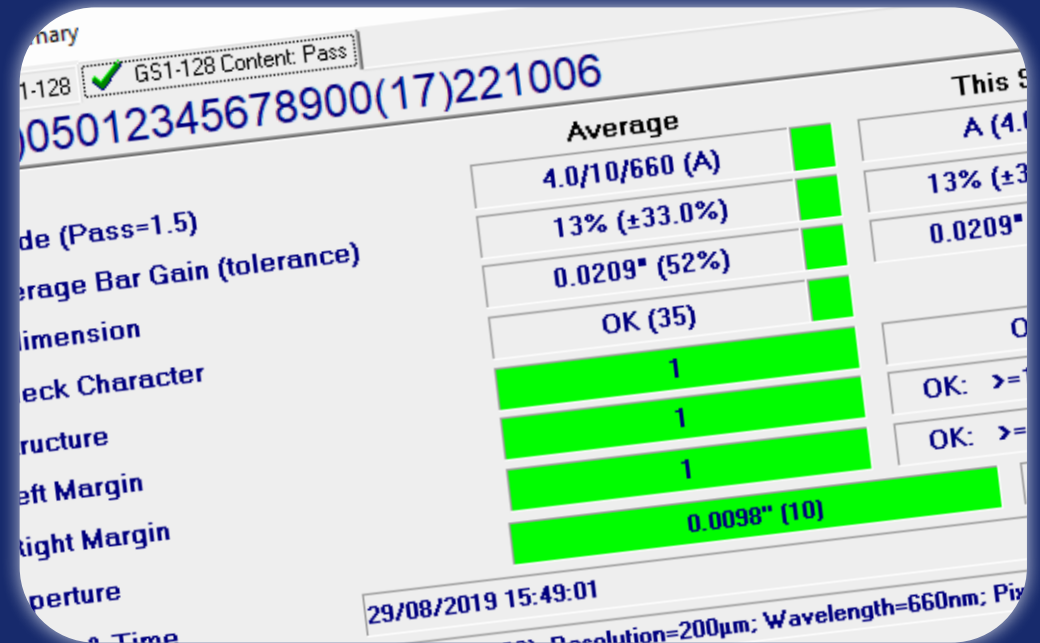 mary
1-128 GS1-128 Content: Pass
)05012345678900(17)221006
Average This S
de (Pass=1.5) 4.0/10/660 (A) A (4.0
erage Bar Gain (tolerance) 13% (±33.0%) 13% (±3
imension 0.0209" (52%) 0.0209"
eck Character OK (35)
ructure 1 O
eft Margin 1 OK: >=1
Right Margin 1 OK: >=
perture 0.0098" (10)
& Time 29/08/2019 15:49:01
Resolution=200µm; Wavelength=660nm; Pix